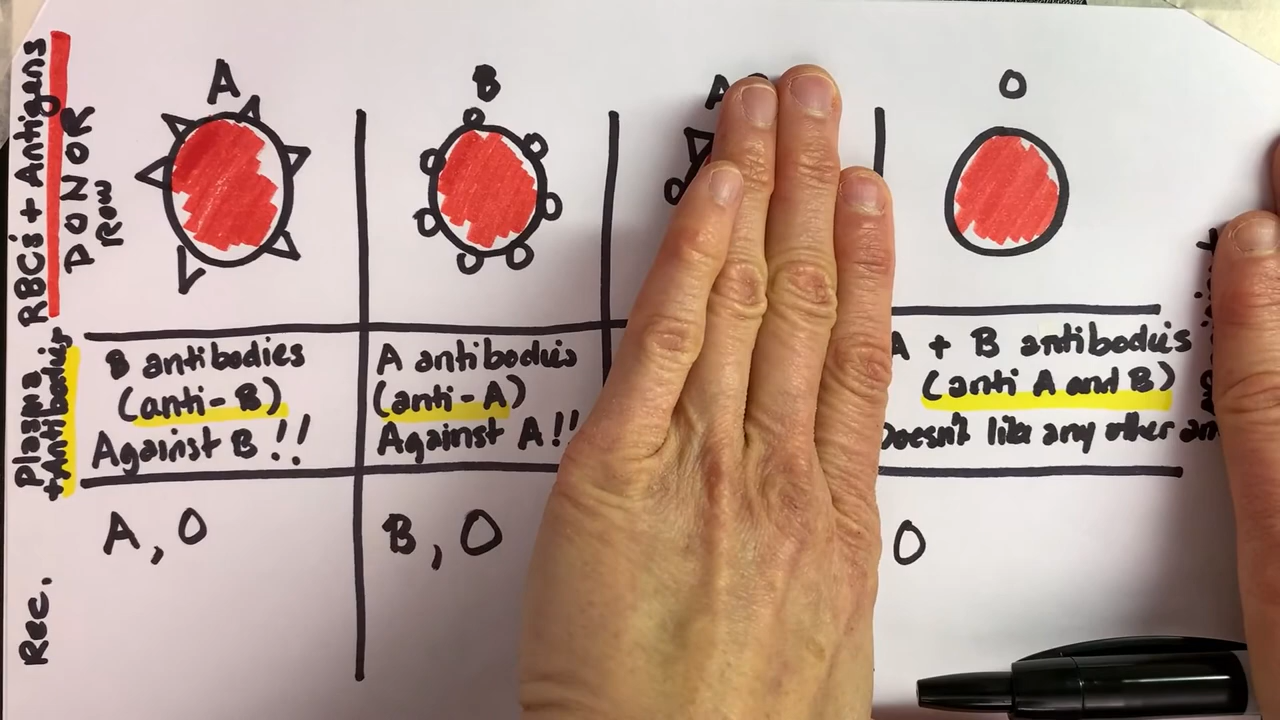 RBC's + Antigens
DONOR
ROW
A
B
A
O
Plasma
+Antibodies
B antibodies
(anti-B)
Against B!!
A antibodies
(anti-A)
Against A!!
A + B antibodies
(anti A and B)
Doesn't like any other
Rec.
A, O
B, O
O